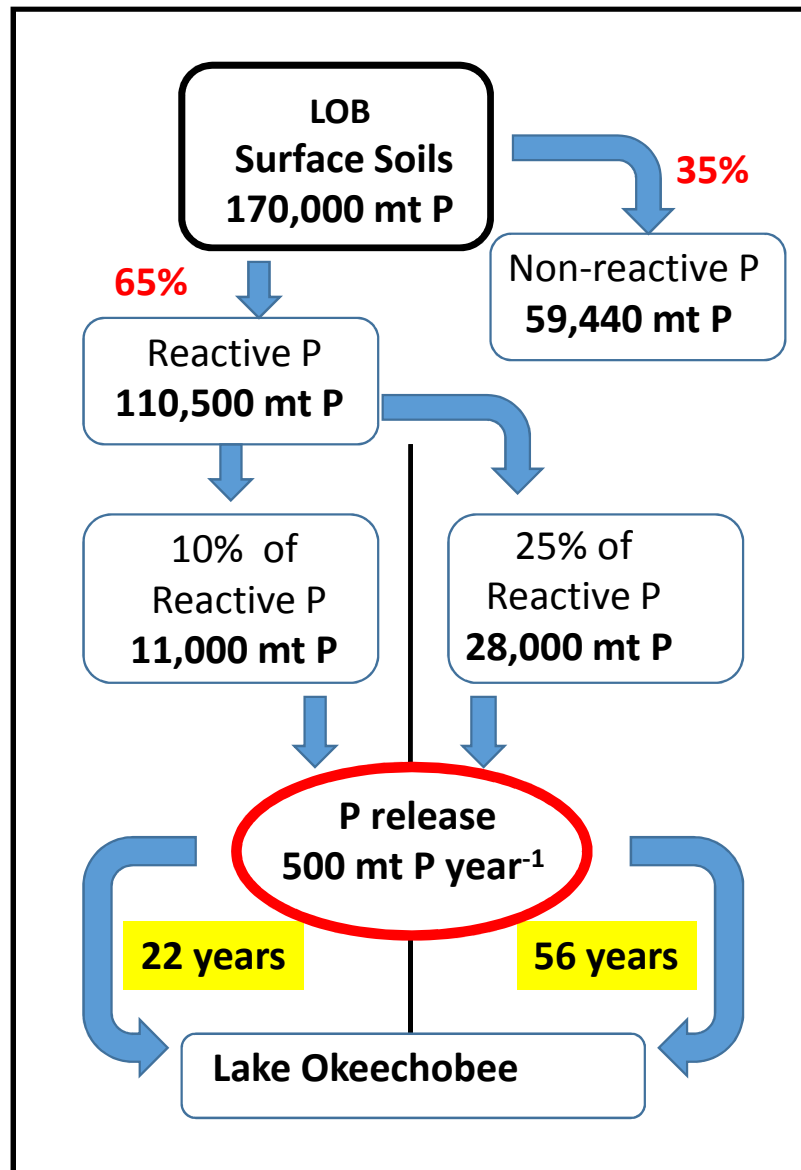 LOB
Surface Soils
170,000 mt P
35%
Non-reactive P
59,440 mt P
65%
Reactive P
110,500 mt P
10% of
Reactive P
11,000 mt P
25% of
Reactive P
28,000 mt P
P release
500 mt P year⁻¹
22 years
56 years
Lake Okeechobee